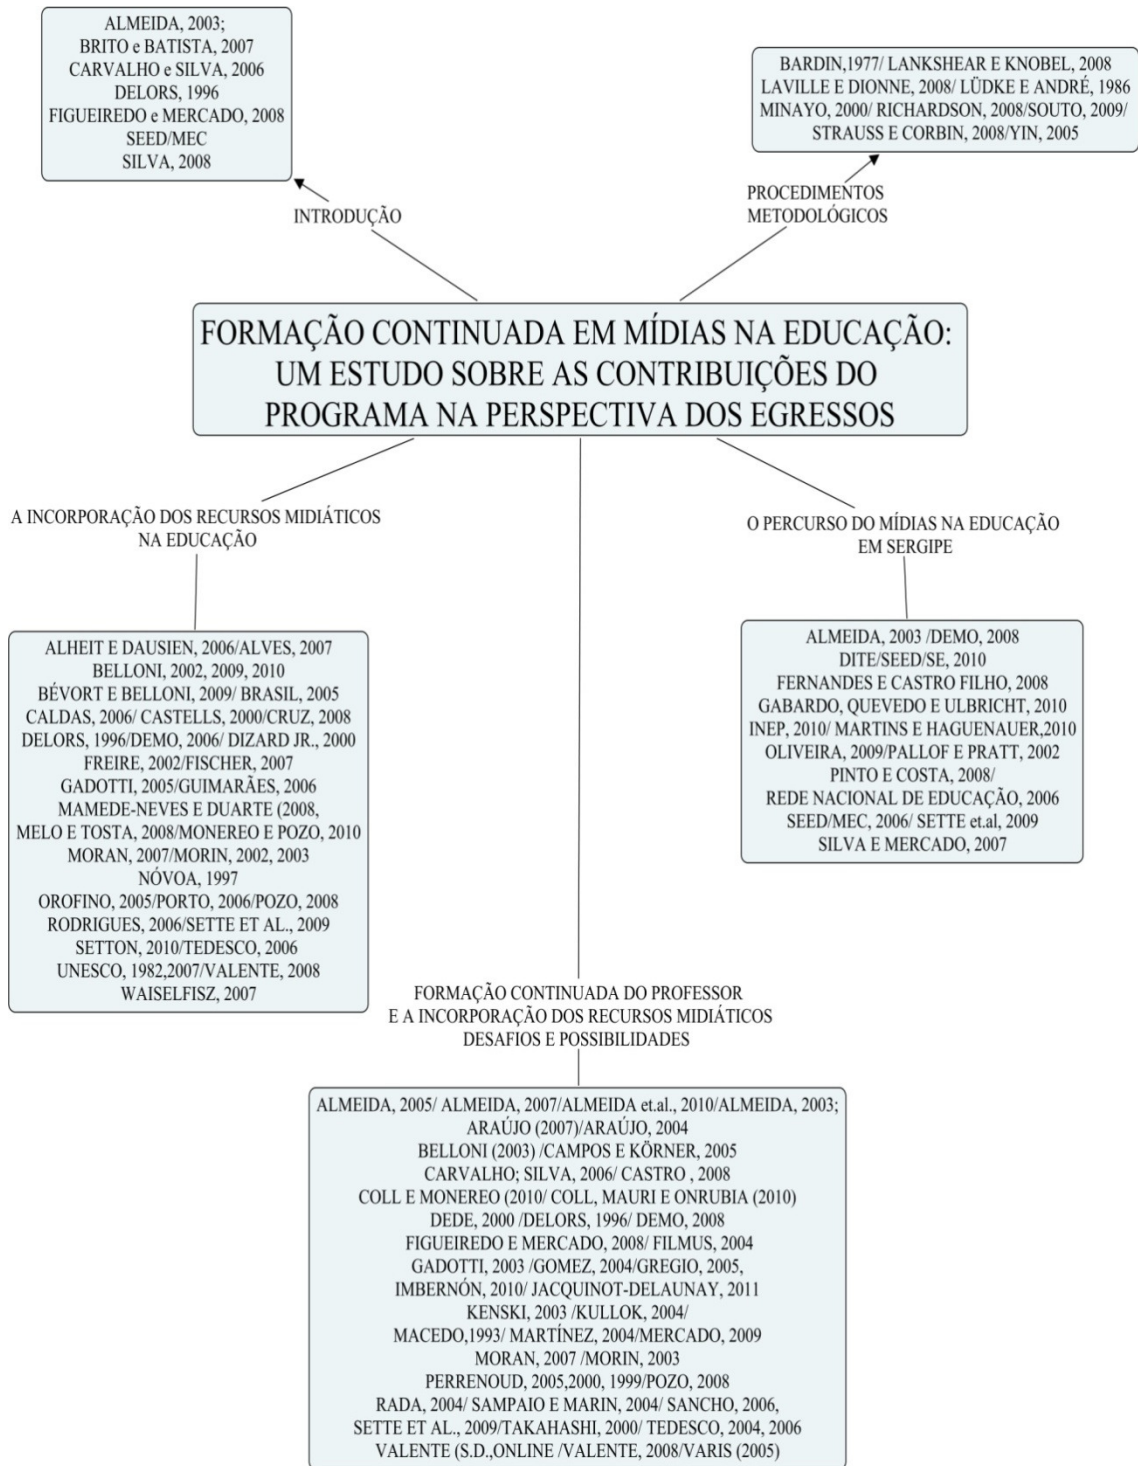 ALMEIDA, 2003;
BRITO e BATISTA, 2007
CARVALHO e SILVA, 2006
DELORS, 1996
FIGUEIREDO e MERCADO, 2008
SEED/MEC
SILVA, 2008
BARDIN,1977/ LANKSHEAR E KNOBEL, 2008
LAVILLE E DIONNE, 2008/ LÜDKE E ANDRÉ, 1986
MINAYO, 2000/ RICHARDSON, 2008/SOUTO, 2009/
STRAUSS E CORBIN, 2008/YIN, 2005
INTRODUÇÃO
PROCEDIMENTOS
METODOLÓGICOS
FORMAÇÃO CONTINUADA EM MÍDIAS NA EDUCAÇÃO:
UM ESTUDO SOBRE AS CONTRIBUIÇÕES DO
PROGRAMA NA PERSPECTIVA DOS EGRESSOS
A INCORPORAÇÃO DOS RECURSOS MIDIÁTICOS
NA EDUCAÇÃO
O PERCURSO DO MÍDIAS NA EDUCAÇÃO
EM SERGIPE
ALHEIT E DAUSIEN, 2006/ALVES, 2007
BELLONI, 2002, 2009, 2010
BÉVORT E BELLONI, 2009/ BRASIL, 2005
CALDAS, 2006/ CASTELLS, 2000/CRUZ, 2008
DELORS, 1996/DEMO, 2006/ DIZARD JR., 2000
FREIRE, 2002/FISCHER, 2007
GADOTTI, 2005/GUIMARÃES, 2006
MAMEDE-NEVES E DUARTE (2008,
MELO E TOSTA, 2008/MONEREO E POZO, 2010
MORAN, 2007/MORIN, 2002, 2003
NÓVOA, 1997
OROFINO, 2005/PORTO, 2006/POZO, 2008
RODRIGUES, 2006/SETTE ET AL., 2009
SETTON, 2010/TEDESCO, 2006
UNESCO, 1982,2007/VALENTE, 2008
WAISELFISZ, 2007
ALMEIDA, 2003 /DEMO, 2008
DITE/SEED/SE, 2010
FERNANDES E CASTRO FILHO, 2008
GABARDO, QUEVEDO E ULBRICHT, 2010
INEP, 2010/ MARTINS E HAGUENAUER,2010
OLIVEIRA, 2009/PALLOF E PRATT, 2002
PINTO E COSTA, 2008/
REDE NACIONAL DE EDUCAÇÃO, 2006
SEED/MEC, 2006/ SETTE et.al, 2009
SILVA E MERCADO, 2007
FORMAÇÃO CONTINUADA DO PROFESSOR
E A INCORPORAÇÃO DOS RECURSOS MIDIÁTICOS
DESAFIOS E POSSIBILIDADES
ALMEIDA, 2005/ ALMEIDA, 2007/ALMEIDA et.al., 2010/ALMEIDA, 2003;
ARAÚJO (2007)/ARAÚJO, 2004
BELLONI (2003) /CAMPOS E KÖRNER, 2005
CARVALHO; SILVA, 2006/ CASTRO , 2008
COLL E MONEREO (2010/ COLL, MAURI E ONRUBIA (2010)
DEDE, 2000 /DELORS, 1996/ DEMO, 2008
FIGUEIREDO E MERCADO, 2008/ FILMUS, 2004
GADOTTI, 2003 /GOMEZ, 2004/GREGIO, 2005,
IMBERNÓN, 2010/ JACQUINOT-DELAUNAY, 2011
KENSKI, 2003 /KULLOK, 2004/
MACEDO,1993/ MARTÍNEZ, 2004/MERCADO, 2009
MORAN, 2007 /MORIN, 2003
PERRENOUD, 2005,2000, 1999/POZO, 2008
RADA, 2004/ SAMPAIO E MARIN, 2004/ SANCHO, 2006,
SETTE ET AL., 2009/TAKAHASHI, 2000/ TEDESCO, 2004, 2006
VALENTE (S.D.,ONLINE /VALENTE, 2008/VARIS (2005)